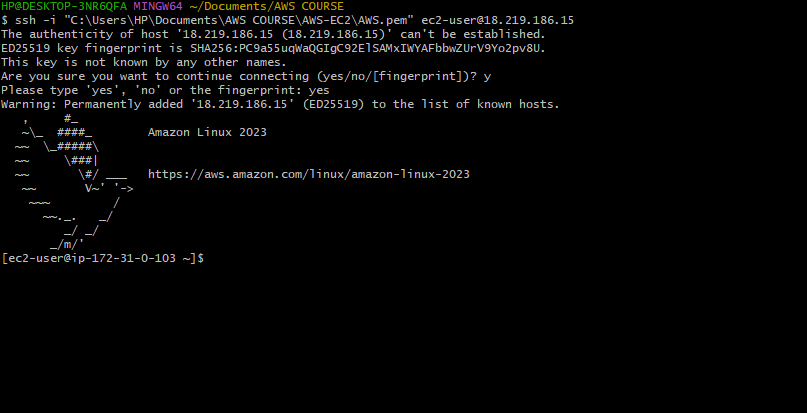 HP@DESKTOP-3NR6QFA MINGW64 ~/Documents/AWS COURSE
$ ssh -i "C:\Users\HP\Documents\AWS COURSE\AWS-EC2\AWS.pem" ec2-user@18.219.186.15
The authenticity of host '18.219.186.15 (18.219.186.15)' can't be established.
ED25519 key fingerprint is SHA256:PC9a55uqWaQGIgC92ElSAMxIWYAFbbwZUrV9Yo2pv8U.
This key is not known by any other names.
Are you sure you want to continue connecting (yes/no/[fingerprint])? y
Please type 'yes', 'no' or the fingerprint: yes
Warning: Permanently added '18.219.186.15' (ED25519) to the list of known hosts.
   ,     #_
   ~\_  ####_        Amazon Linux 2023
  ~~  \_#####\
  ~~     \###|
  ~~       \#/ ___   https://aws.amazon.com/linux/amazon-linux-2023
   ~~       V~' '->
    ~~~         /
      ~~._.   _/
         _/ _/
       _/m/'
[ec2-user@ip-172-31-0-103 ~]$